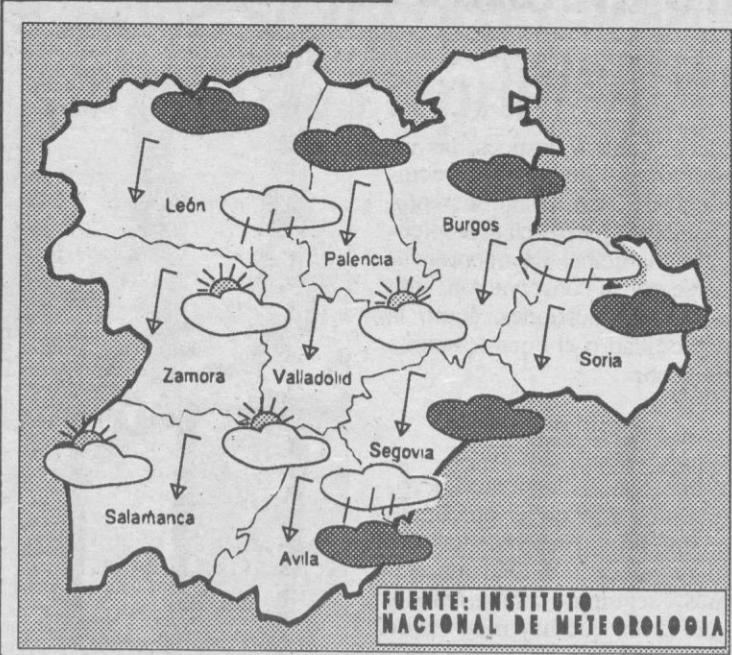 León
Palencia
Burgos
Zamora
Valladolid
Soria
Segovia
Salamanca
Avila
FUENTE: INSTITUTO
NACIONAL DE METEOROLOGIA